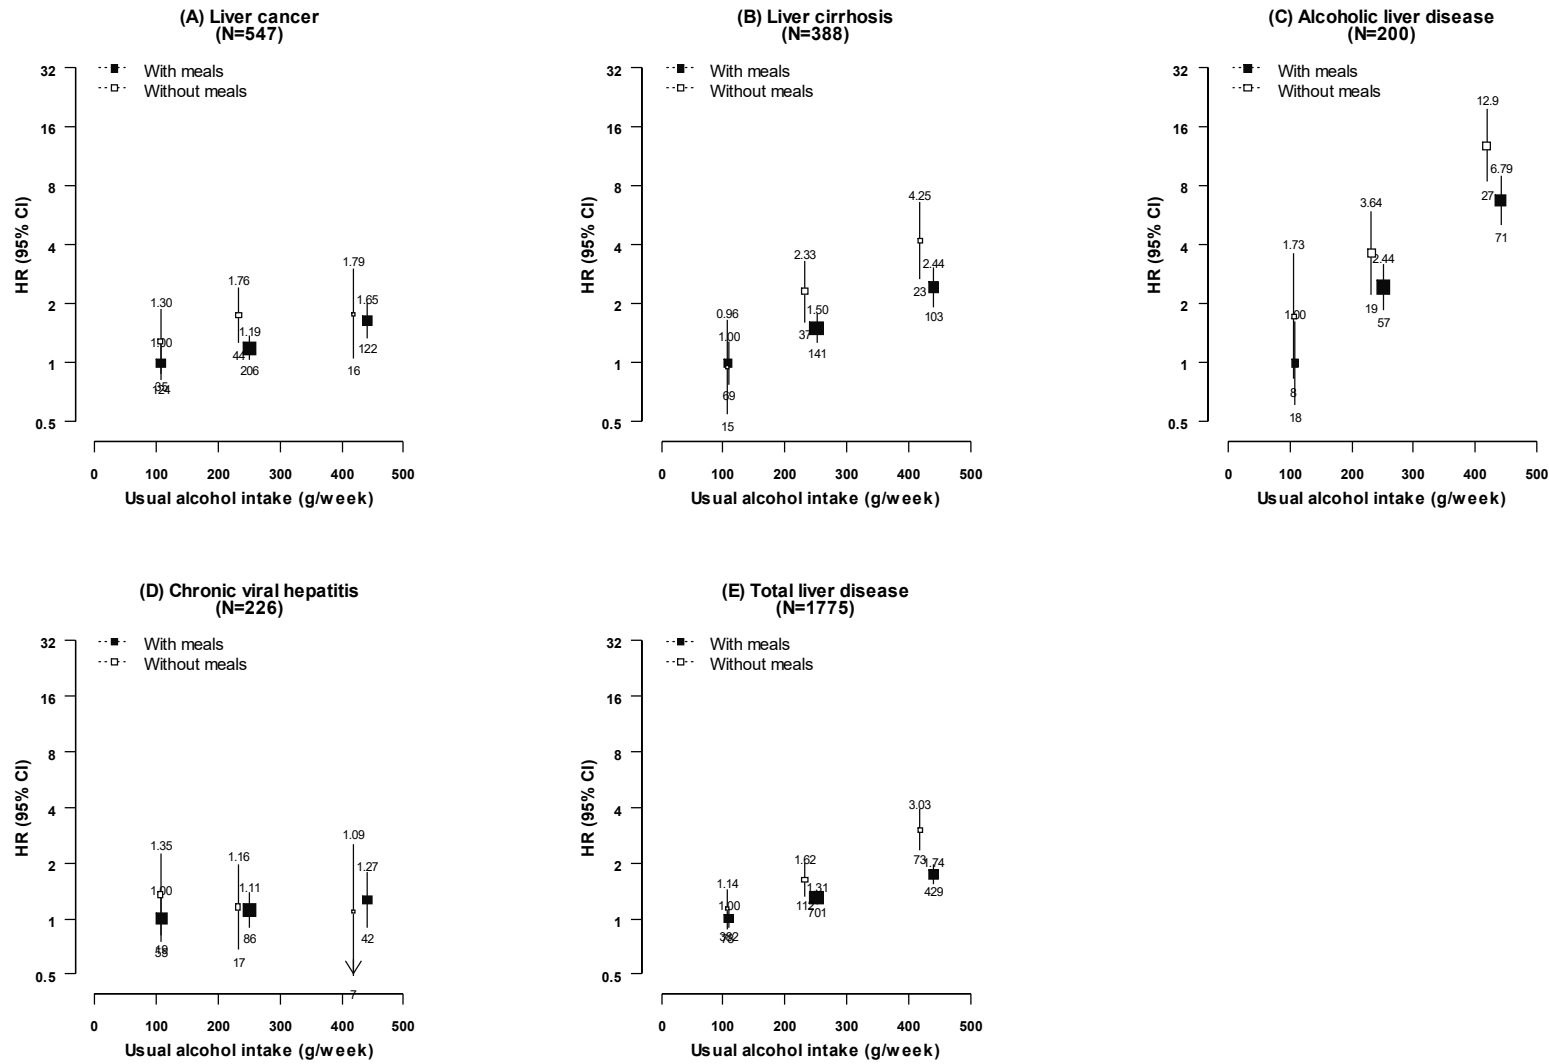 (A) Liver cancer
(N=547)
32
16
8
4
2
1
0.5
HR (95% CI)
With meals
Without meals
1.30
1.00
35
124
1.76
1.19
44
206
1.79
1.65
122
16
0 100 200 300 400 500
Usual alcohol intake (g/week)
(B) Liver cirrhosis
(N=388)
32
16
8
4
2
1
0.5
HR (95% CI)
With meals
Without meals
0.96
1.00
69
15
2.33
1.50
37
141
4.25
2.44
23
103
0 100 200 300 400 500
Usual alcohol intake (g/week)
(C) Alcoholic liver disease
(N=200)
32
16
8
4
2
1
0.5
HR (95% CI)
With meals
Without meals
1.73
1.00
8
18
3.64
2.44
19
57
12.9
6.79
27
71
0 100 200 300 400 500
Usual alcohol intake (g/week)
(D) Chronic viral hepatitis
(N=226)
32
16
8
4
2
1
0.5
HR (95% CI)
With meals
Without meals
1.35
1.00
1.16
1.11
86
17
1.09
1.27
42
7
0 100 200 300 400 500
Usual alcohol intake (g/week)
(E) Total liver disease
(N=1775)
32
16
8
4
2
1
0.5
HR (95% CI)
With meals
Without meals
1.14
1.00
1.62
1.31
112
701
3.03
1.74
73
429
0 100 200 300 400 500
Usual alcohol intake (g/week)